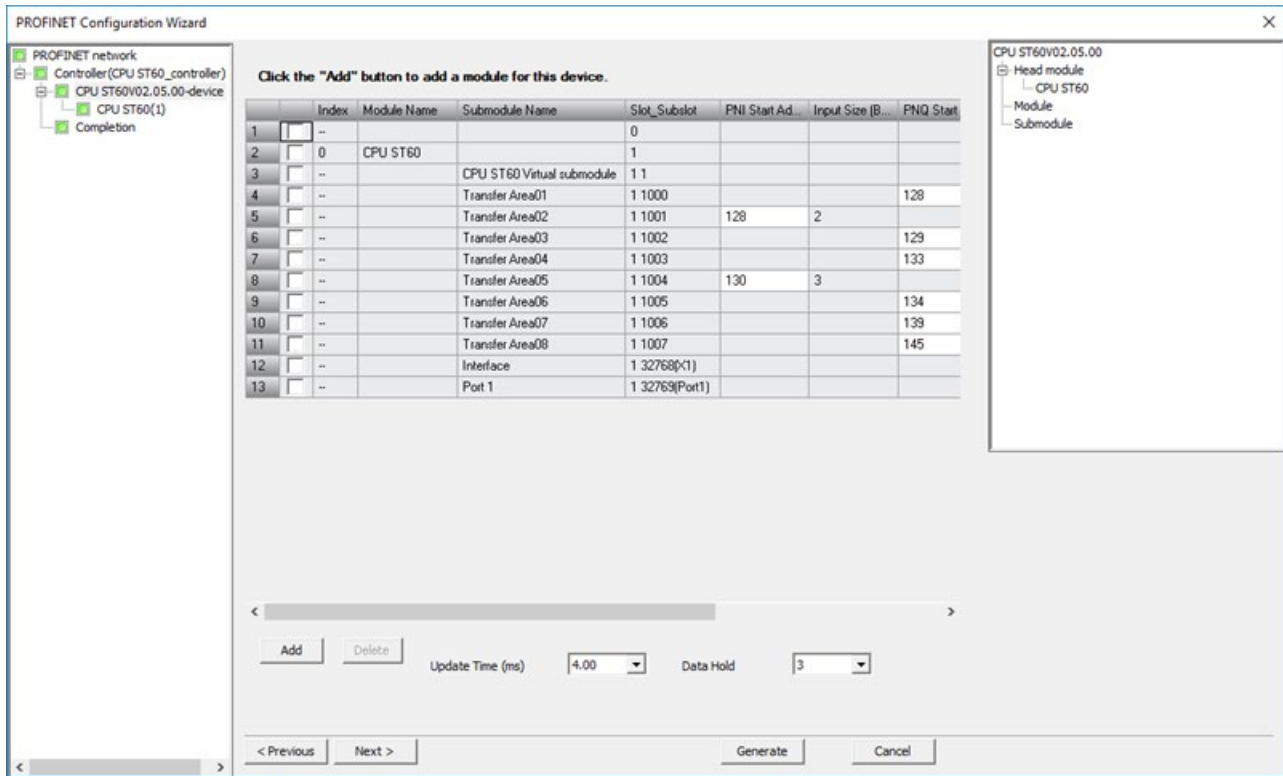 PROFINET Configuration Wizard
PROFINET network
Controller(CPU ST60_controller)
CPU ST60V02.05.00-device
CPU ST60(1)
Completion
Click the "Add" button to add a module for this device.
Index Module Name Submodule Name Slot_Subslot PNI Start Ad... Input Size (B... PNQ Start
1 -- 0
2 0 CPU ST60 1
3 -- CPU ST60 Virtual submodule 1 1
4 -- Transfer Area01 1 1000 128
5 -- Transfer Area02 1 1001 128 2
6 -- Transfer Area03 1 1002 129
7 -- Transfer Area04 1 1003 133
8 -- Transfer Area05 1 1004 130 3
9 -- Transfer Area06 1 1005 134
10 -- Transfer Area07 1 1006 139
11 -- Transfer Area08 1 1007 145
12 -- Interface 1 32768(X1)
13 -- Port 1 1 32769(Port1)
Add Delete Update Time (ms) 4.00 Data Hold 3
< Previous Next > Generate Cancel
CPU ST60V02.05.00
Head module
CPU ST60
Module
Submodule